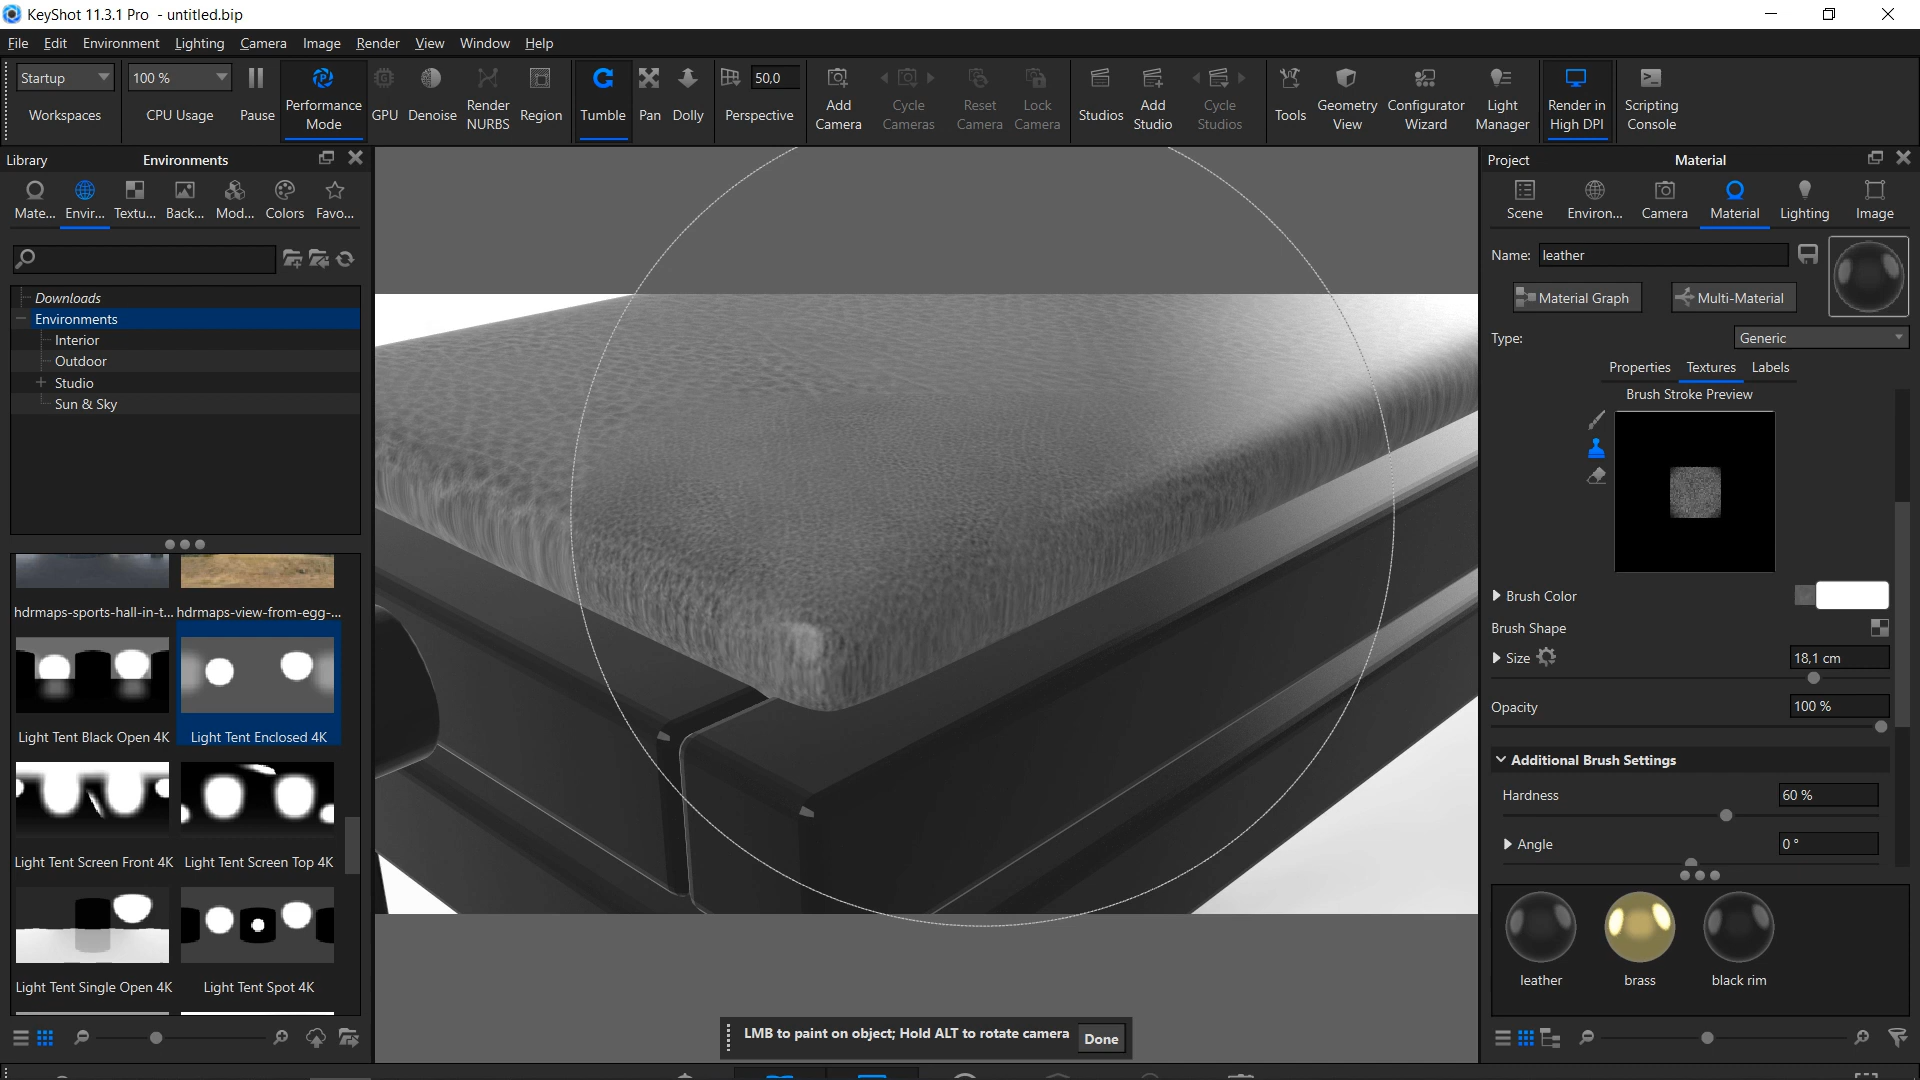 KeyShot 11.3.1 Pro - untitled.bip
File Edit Environment Lighting Camera Image Render View Window Help
Startup 100 % 50,0
Workspaces CPU Usage Pause Performance Mode GPU Denoise Render NURBS Region Tumble Pan Dolly Perspective Add Camera Cycle Cameras Reset Camera Lock Camera Studios Add Studio Cycle Studios Tools Geometry View Configurator Wizard Light Manager Render in High DPI Scripting Console
Library Environments
Mate... Envir... Textu... Back... Mod... Colors Favo...
Downloads
Environments
Interior
Outdoor
Studio
Sun & Sky
hdrmaps-sports-hall-in-t... hdrmaps-view-from-egg-...
Light Tent Black Open 4K Light Tent Enclosed 4K
Light Tent Screen Front 4K Light Tent Screen Top 4K
Light Tent Single Open 4K Light Tent Spot 4K
LMB to paint on object; Hold ALT to rotate camera Done
Project Material
Scene Environ... Camera Material Lighting Image
Name: leather
Material Graph Multi-Material
Type: Generic
Properties Textures Labels
Brush Stroke Preview
Brush Color
Brush Shape
Size 18,1 cm
Opacity 100 %
Additional Brush Settings
Hardness 60 %
Angle 0 °
leather brass black rim